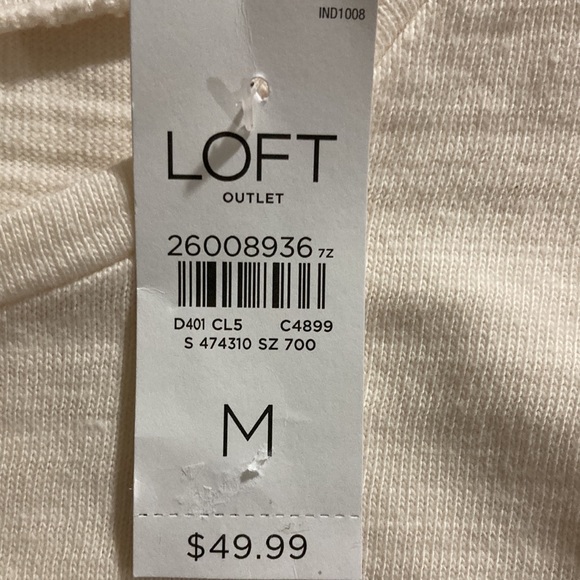 IND1008
LOFT
OUTLET
26008936 7Z
D401 CL5 C4899
S 474310 SZ 700
M
$49.99